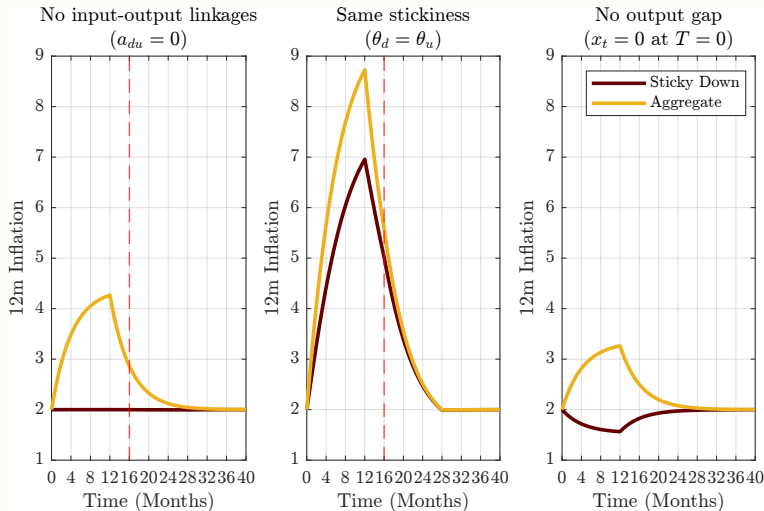 No input-output linkages
(a_{du} = 0)
9
8
7
6
5
4
3
2
1
12m Inflation
0 4 8 12 16 20 24 28 32 36 40
Time (Months)
Same stickiness
(θ_d = θ_u)
9
8
7
6
5
4
3
2
1
12m Inflation
0 4 8 12 16 20 24 28 32 36 40
Time (Months)
No output gap
(x_t = 0 at T = 0)
Sticky Down
Aggregate
9
8
7
6
5
4
3
2
1
12m Inflation
0 4 8 12 16 20 24 28 32 36 40
Time (Months)